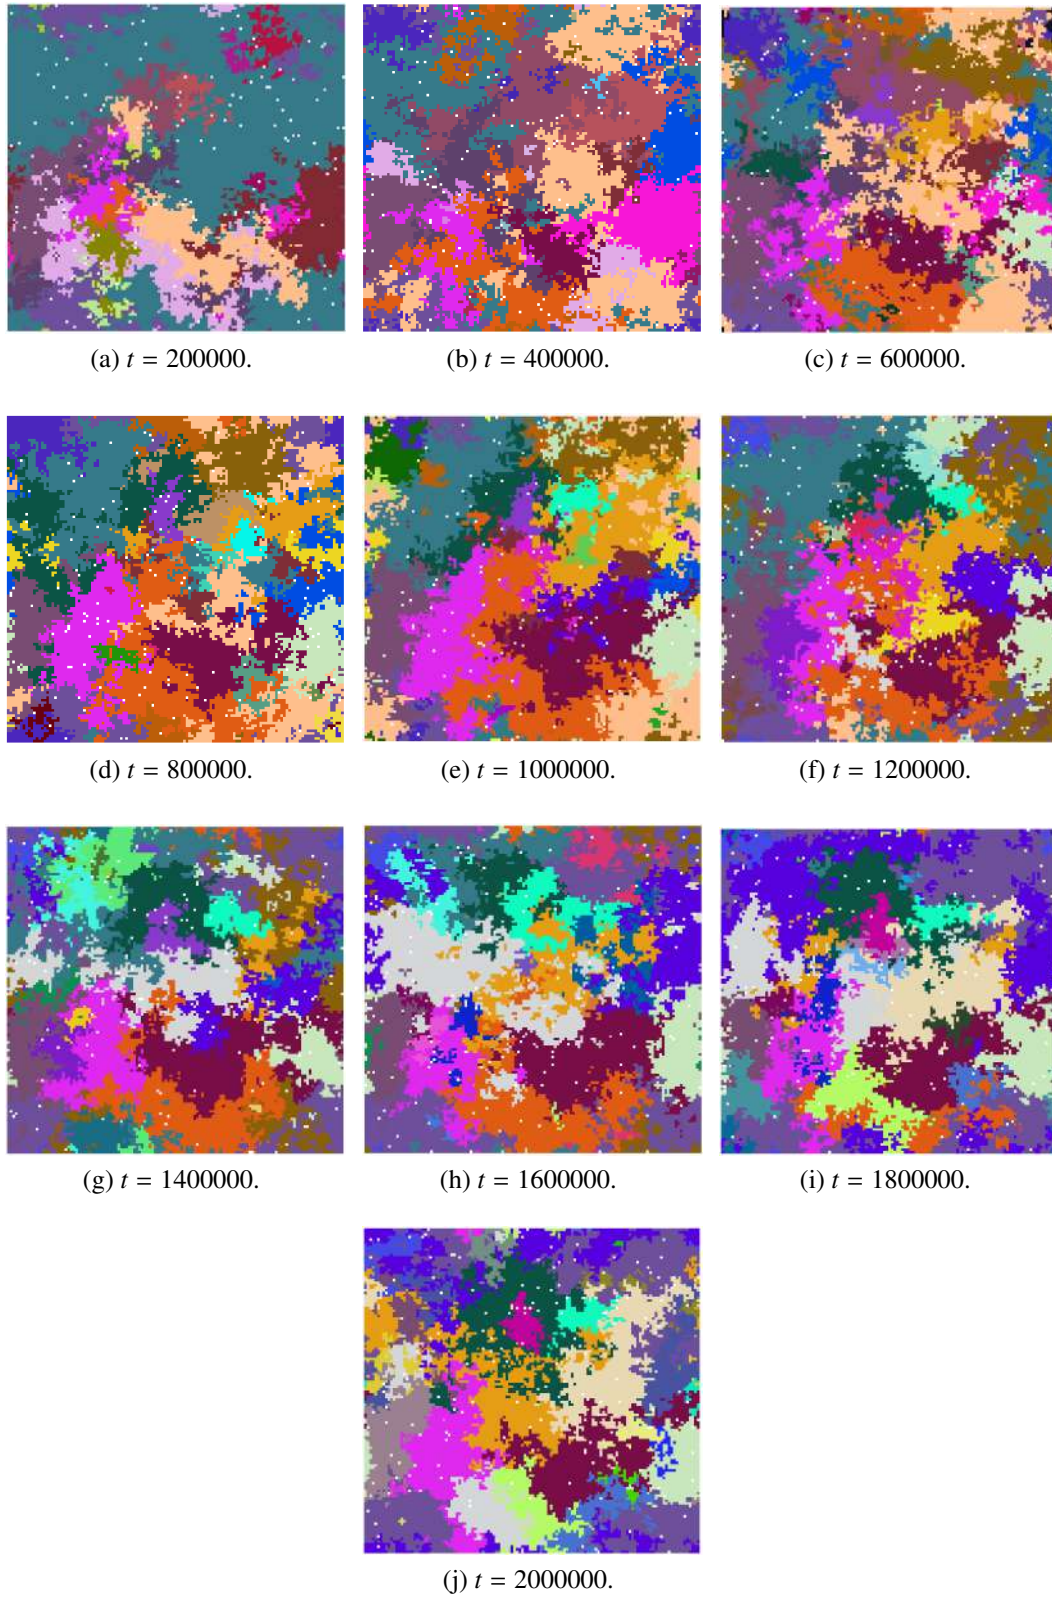 (a) t = 200000.
(b) t = 400000.
(c) t = 600000.
(d) t = 800000.
(e) t = 1000000.
(f) t = 1200000.
(g) t = 1400000.
(h) t = 1600000.
(i) t = 1800000.
(j) t = 2000000.